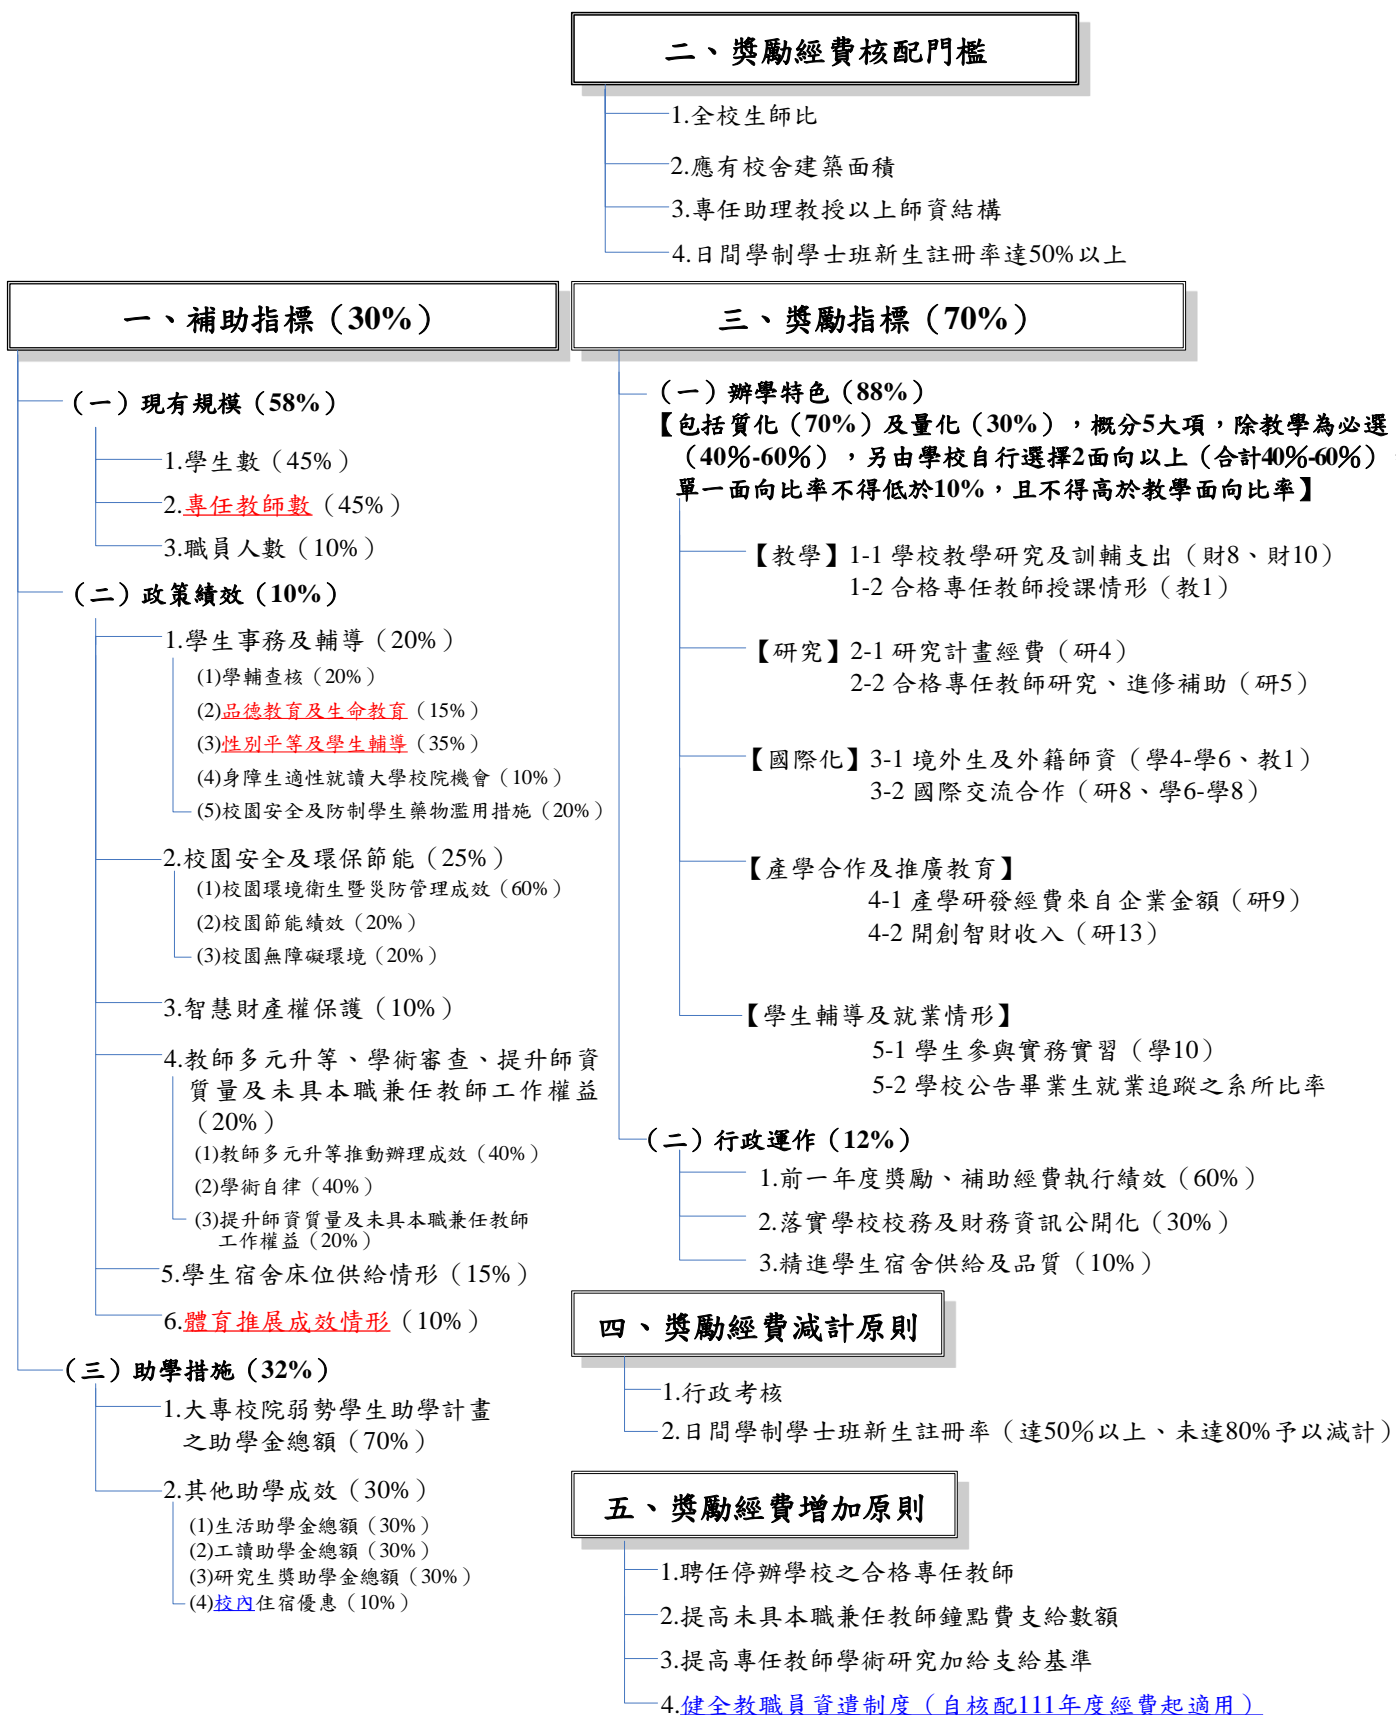 二、獎勵經費核配門檻
1.全校生師比
2.應有校舍建築面積
3.專任助理教授以上師資結構
4.日間學制學士班新生註冊率達50%以上
一、補助指標（30%）
（一）現有規模（58%）
1.學生數（45%）
2.專任教師數（45%）
3.職員人數（10%）
（二）政策績效（10%）
1.學生事務及輔導（20%）
(1)學輔查核（20%）
(2)品德教育及生命教育（15%）
(3)性別平等及學生輔導（35%）
(4)身障生適性就讀大學校院機會（10%）
(5)校園安全及防制學生藥物濫用措施（20%）
2.校園安全及環保節能（25%）
(1)校園環境衛生暨災防管理成效（60%）
(2)校園節能績效（20%）
(3)校園無障礙環境（20%）
3.智慧財產權保護（10%）
4.教師多元升等、學術審查、提升師資
質量及未具本職兼任教師工作權益
（20%）
(1)教師多元升等推動辦理成效（40%）
(2)學術自律（40%）
(3)提升師資質量及未具本職兼任教師
工作權益（20%）
5.學生宿舍床位供給情形（15%）
6.體育推展成效情形（10%）
（三）助學措施（32%）
1.大專校院弱勢學生助學計畫
之助學金總額（70%）
2.其他助學成效（30%）
(1)生活助學金總額（30%）
(2)工讀助學金總額（30%）
(3)研究生獎助學金總額（30%）
(4)校內住宿優惠（10%）
三、獎勵指標（70%）
（一）辦學特色（88%）
【包括質化（70%）及量化（30%），概分5大項，除教學為必選
（40%-60%），另由學校自行選擇2面向以上（合計40%-60%）
單一面向比率不得低於10%，且不得高於教學面向比率】
【教學】1-1 學校教學研究及訓輔支出（財8、財10）
1-2 合格專任教師授課情形（教1）
【研究】2-1 研究計畫經費（研4）
2-2 合格專任教師研究、進修補助（研5）
【國際化】3-1 境外生及外籍師資（學4-學6、教1）
3-2 國際交流合作（研8、學6-學8）
【產學合作及推廣教育】
4-1 產學研發經費來自企業金額（研9）
4-2 開創智財收入（研13）
【學生輔導及就業情形】
5-1 學生參與實務實習（學10）
5-2 學校公告畢業生就業追蹤之系所比率
（二）行政運作（12%）
1.前一年度獎勵、補助經費執行績效（60%）
2.落實學校校務及財務資訊公開化（30%）
3.精進學生宿舍供給及品質（10%）
四、獎勵經費減計原則
1.行政考核
2.日間學制學士班新生註冊率（達50%以上、未達80%予以減計）
五、獎勵經費增加原則
1.聘任停辦學校之合格專任教師
2.提高未具本職兼任教師鐘點費支給數額
3.提高專任教師學術研究加給支給基準
4.健全教職員資遣制度（自核配111年度經費起適用）